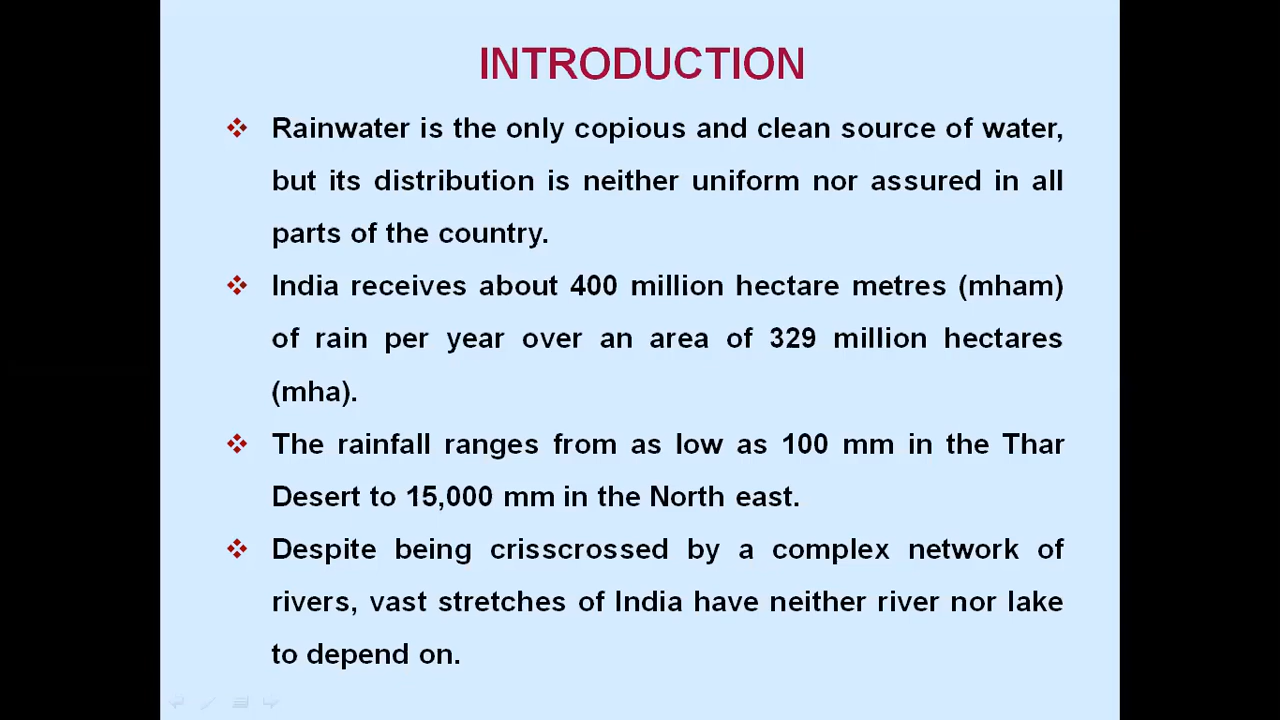 INTRODUCTION
Rainwater is the only copious and clean source of water,
but its distribution is neither uniform nor assured in all
parts of the country.
India receives about 400 million hectare metres (mham)
of rain per year over an area of 329 million hectares
(mha).
The rainfall ranges from as low as 100 mm in the Thar
Desert to 15,000 mm in the North east.
Despite being crisscrossed by a complex network of
rivers, vast stretches of India have neither river nor lake
to depend on.